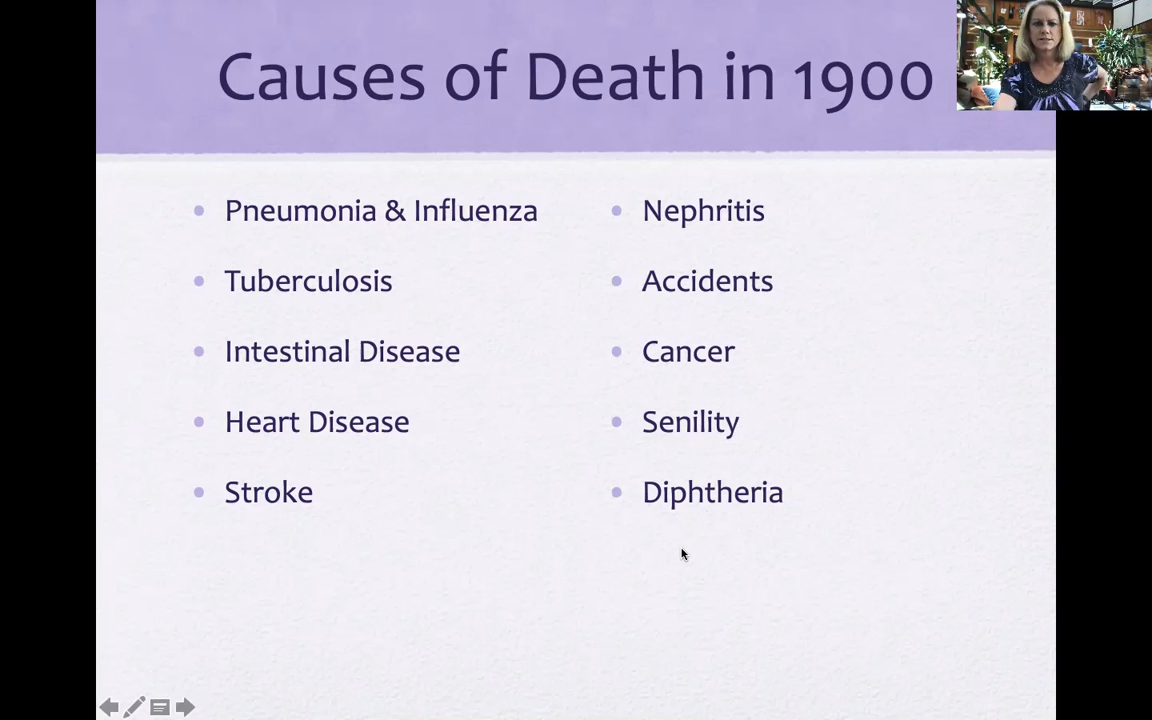 Causes of Death in 1900
Pneumonia & Influenza
Tuberculosis
Intestinal Disease
Heart Disease
Stroke
Nephritis
Accidents
Cancer
Senility
Diphtheria